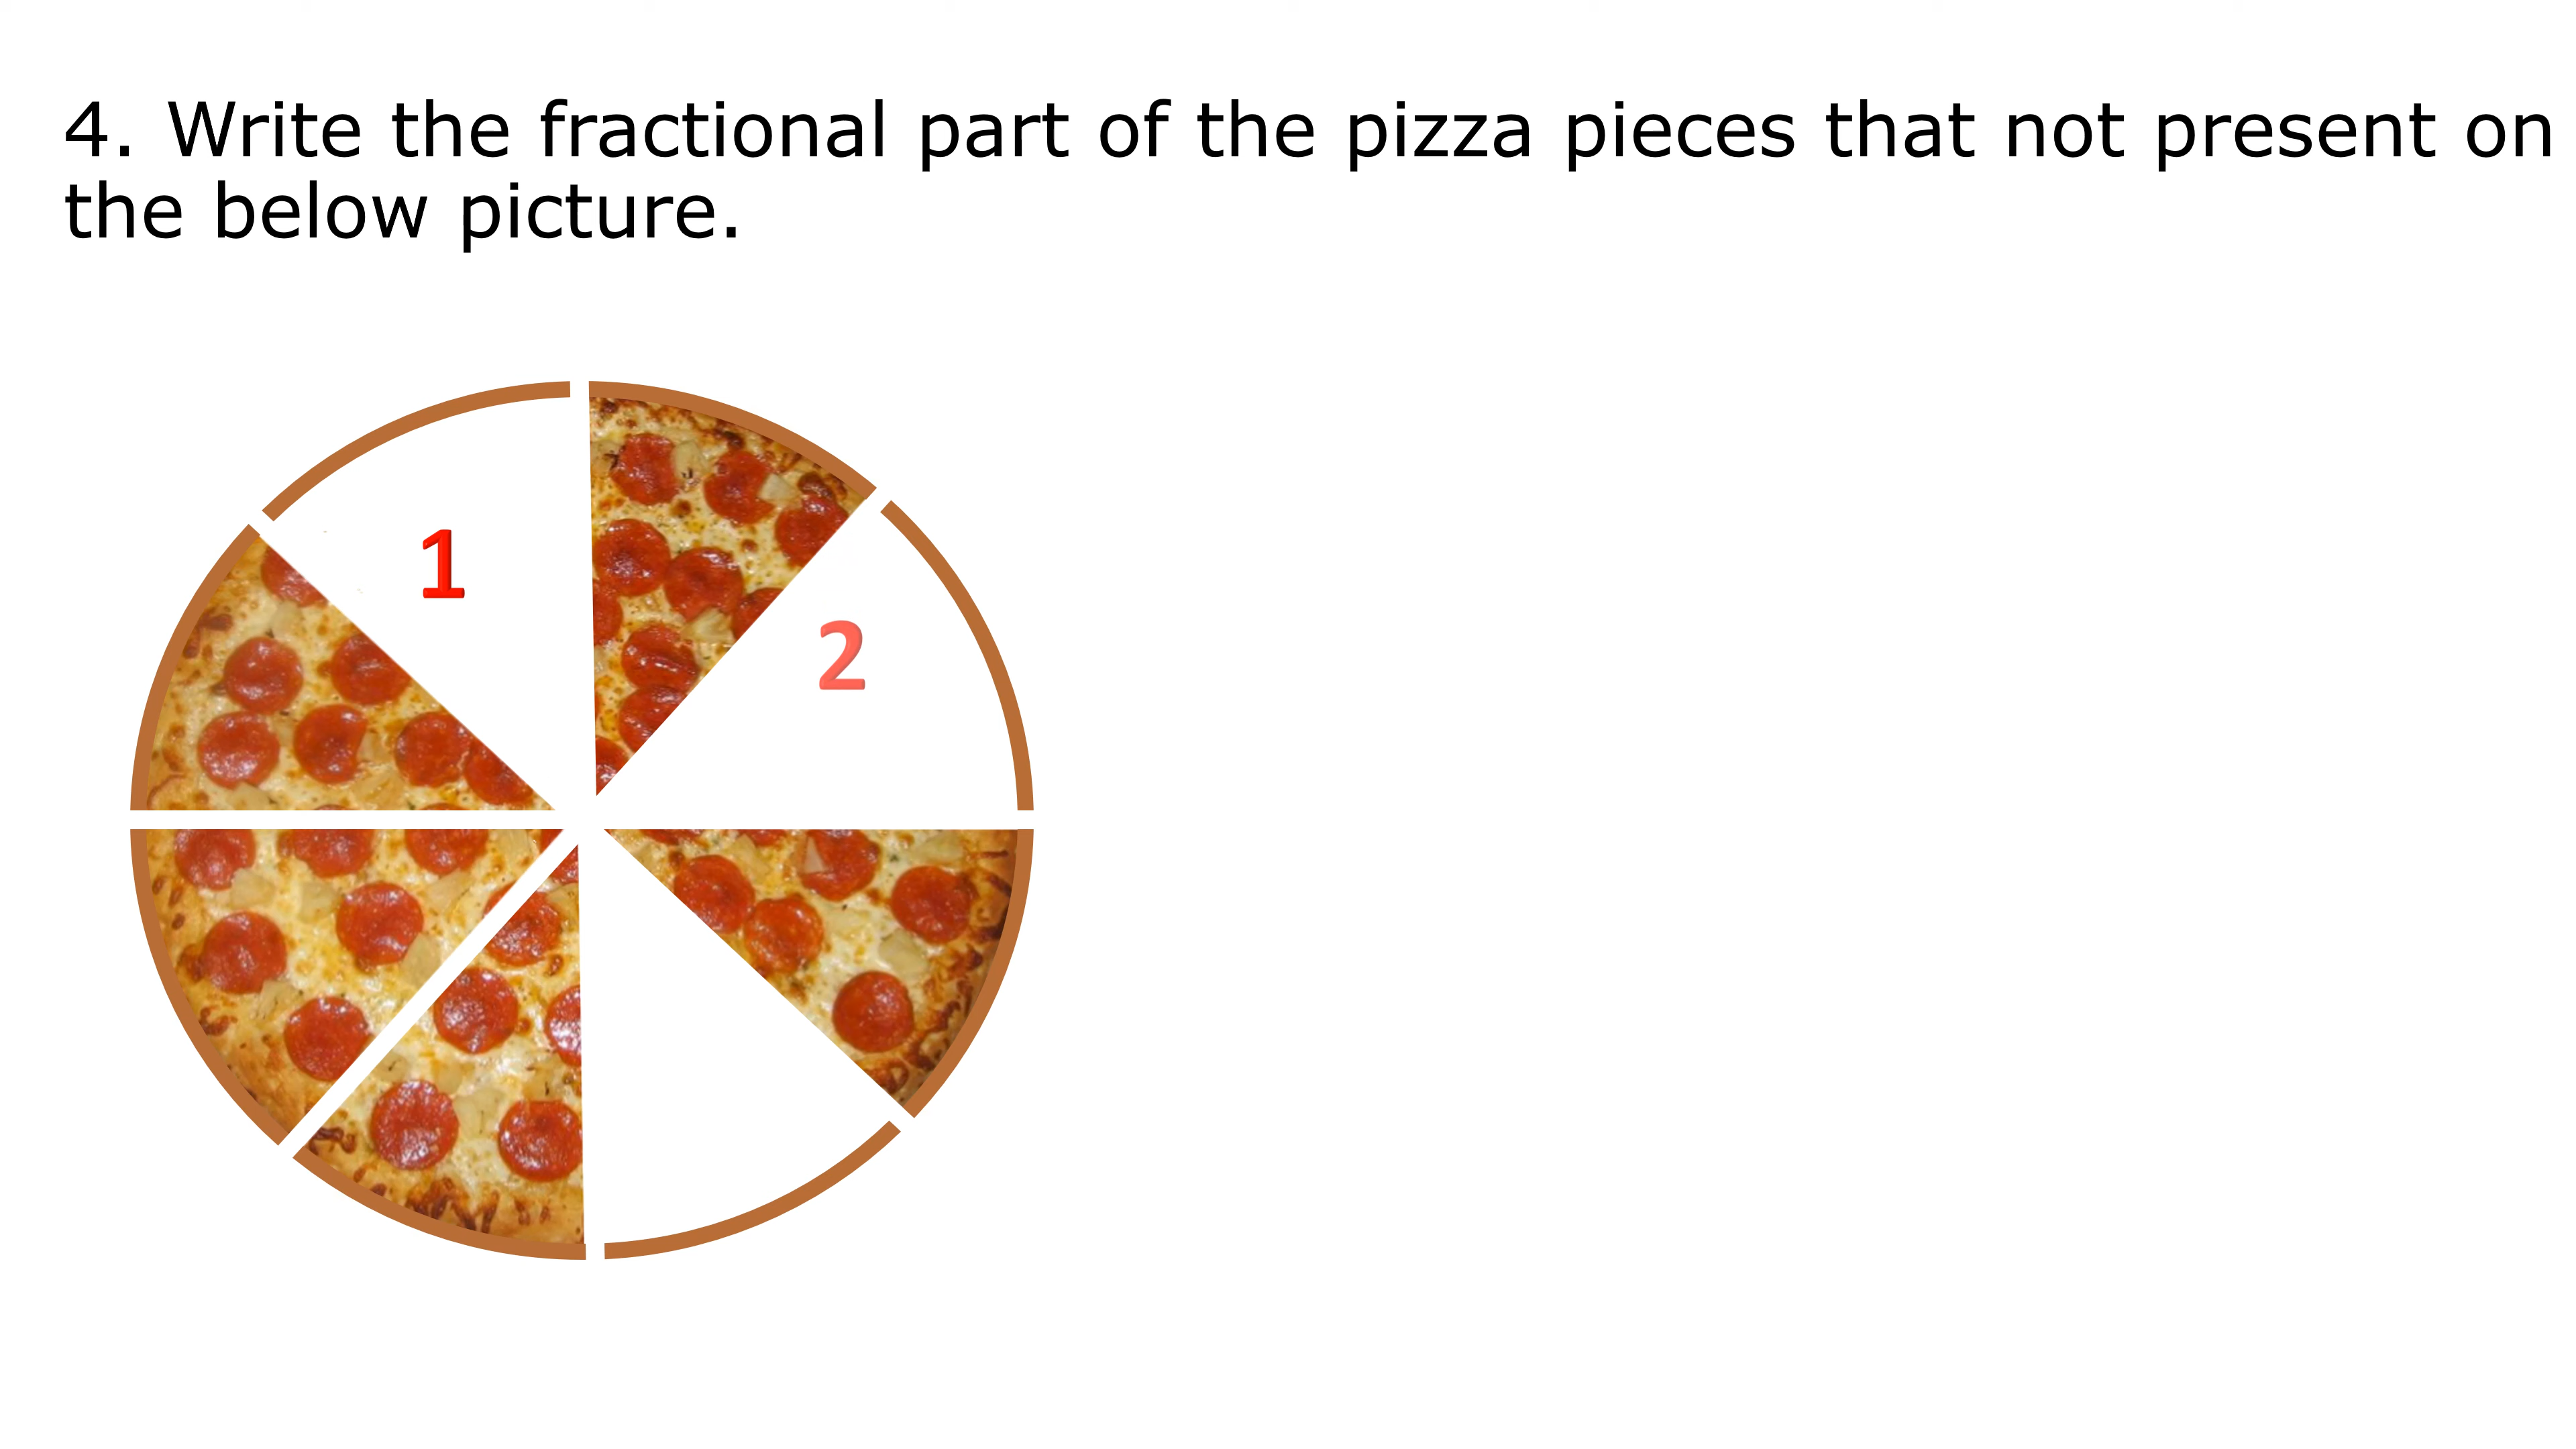 4. Write the fractional part of the pizza pieces that not present on
the below picture.
1
2